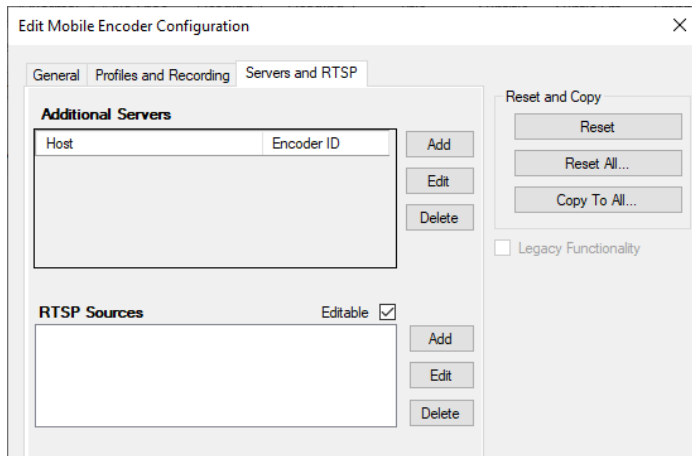 Edit Mobile Encoder Configuration
General Profiles and Recording Servers and RTSP
Additional Servers
Host Encoder ID
Add
Edit
Delete
RTSP Sources Editable
Add
Edit
Delete
Reset and Copy
Reset
Reset All...
Copy To All...
Legacy Functionality